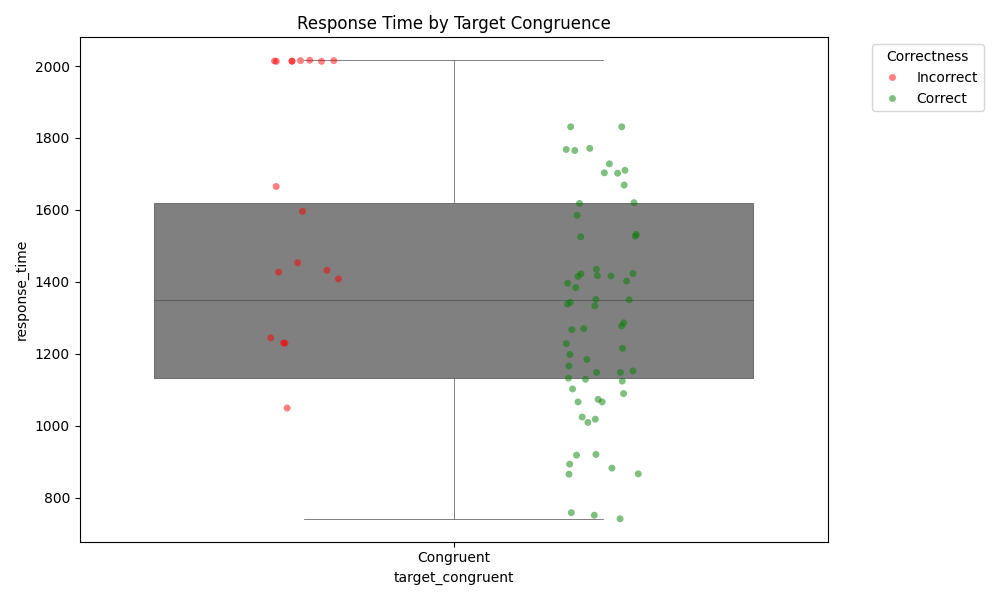 Response Time by Target Congruence
Correctness
Incorrect
Correct
response_time
2000
1800
1600
1400
1200
1000
800
Congruent
target_congruent